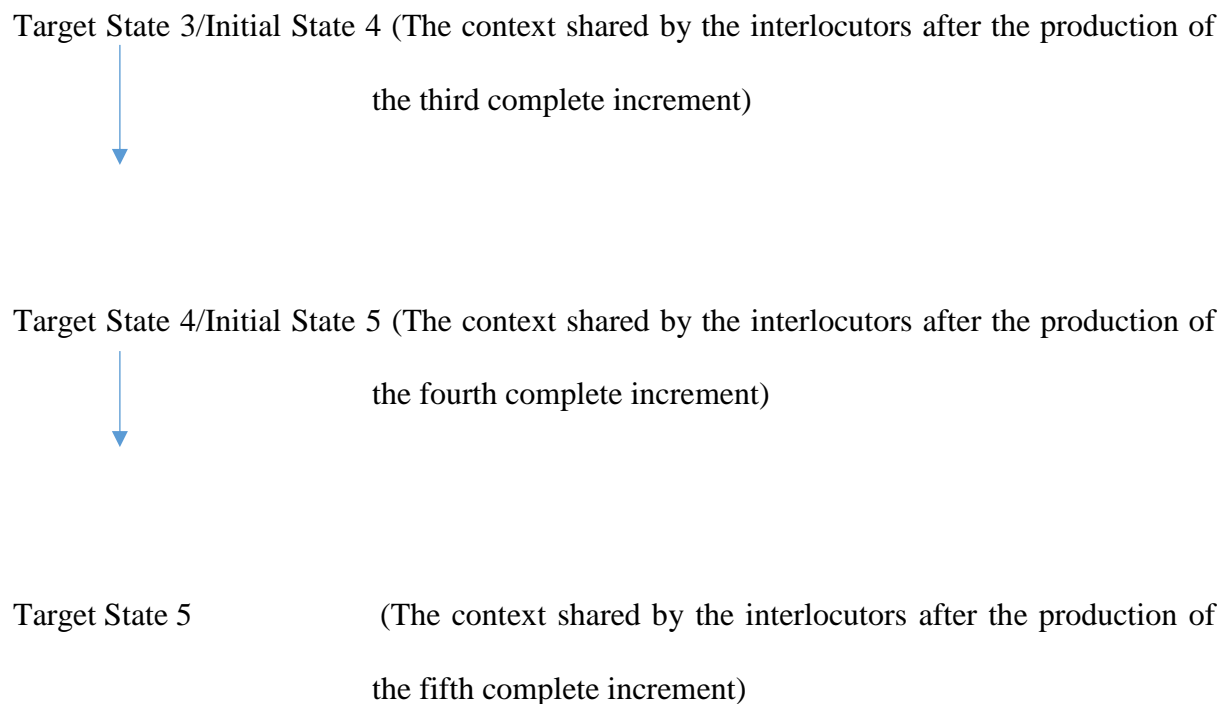 Target State 3/Initial State 4 (The context shared by the interlocutors after the production of
the third complete increment)
Target State 4/Initial State 5 (The context shared by the interlocutors after the production of
the fourth complete increment)
Target State 5 (The context shared by the interlocutors after the production of
the fifth complete increment)